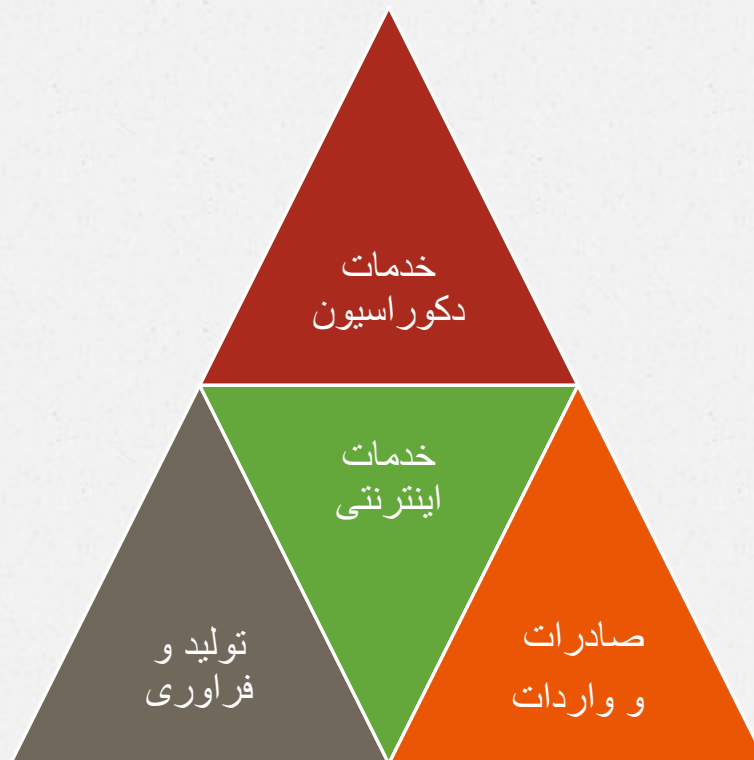 خدمات
دکوراسیون
خدمات
اینترنتی
صادرات
و واردات
تولید و
فراوری